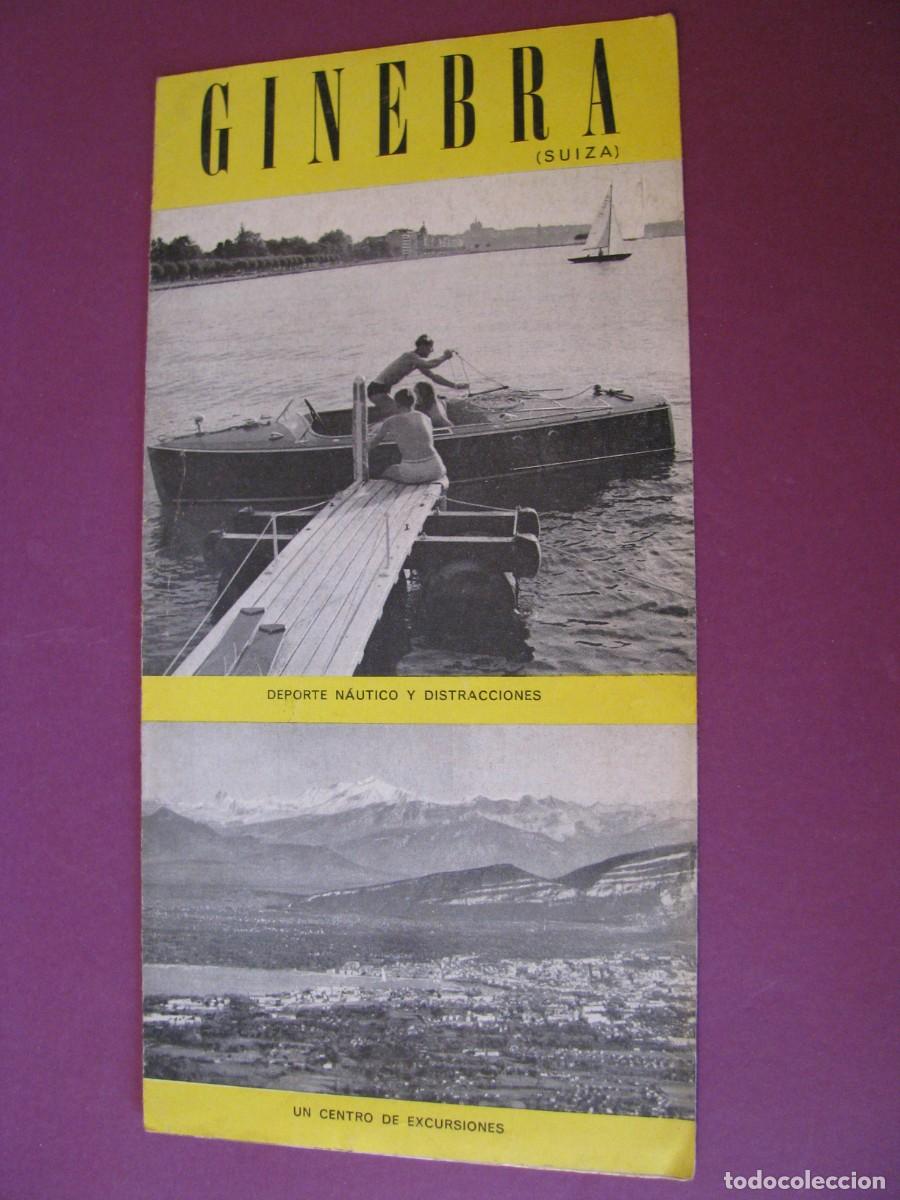 GINEBRA
(SUIZA)
DEPORTE NÁUTICO Y DISTRACCIONES
UN CENTRO DE EXCURSIONES
todocoleccion